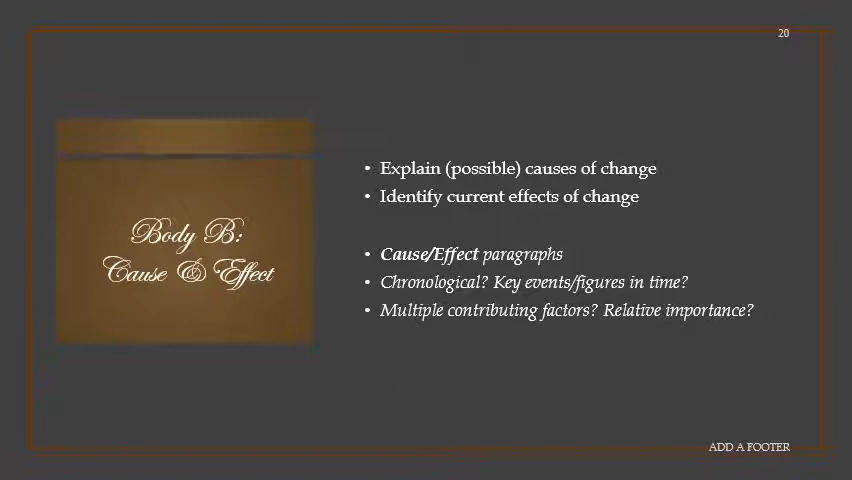 20
Body B:
Cause & Effect
• Explain (possible) causes of change
• Identify current effects of change
• Cause/Effect paragraphs
• Chronological? Key events/figures in time?
• Multiple contributing factors? Relative importance?
ADD A FOOTER